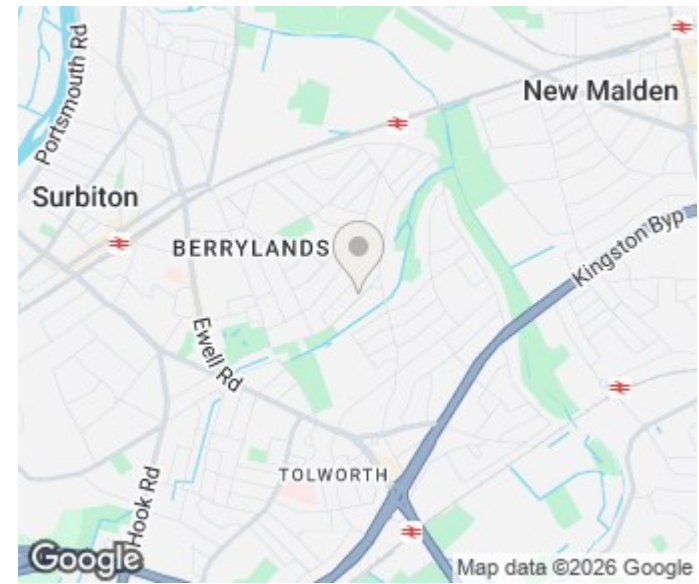 Portsmouth Rd
New Malden
Surbiton
BERRYLANDS
Kingston Byp
Ewell Rd
TOLWORTH
Hook Rd
Google
Map data ©2026 Google